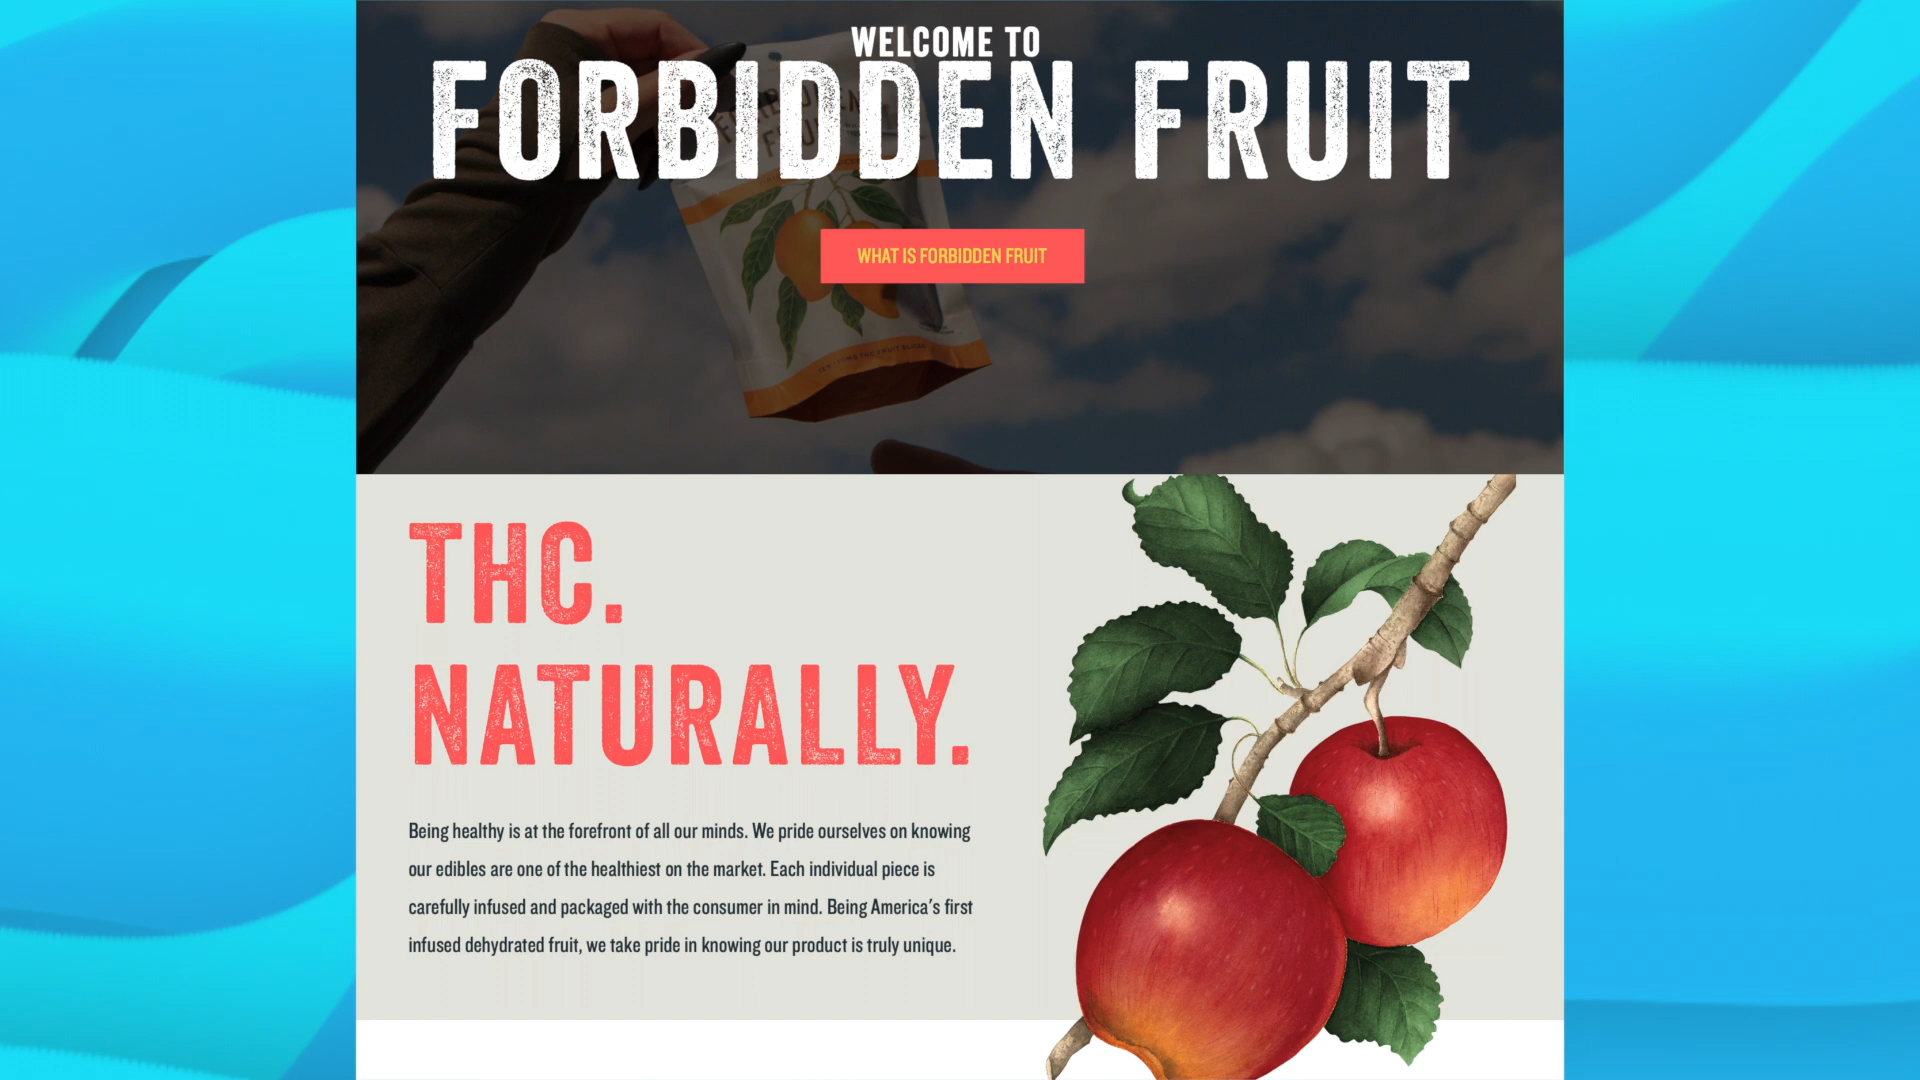 WELCOME TO
FORBIDDEN FRUIT
WHAT IS FORBIDDEN FRUIT
THC.
NATURALLY.
Being healthy is at the forefront of all our minds. We pride ourselves on knowing
our edibles are one of the healthiest on the market. Each individual piece is
carefully infused and packaged with the consumer in mind. Being America's first
infused dehydrated fruit, we take pride in knowing our product is truly unique.